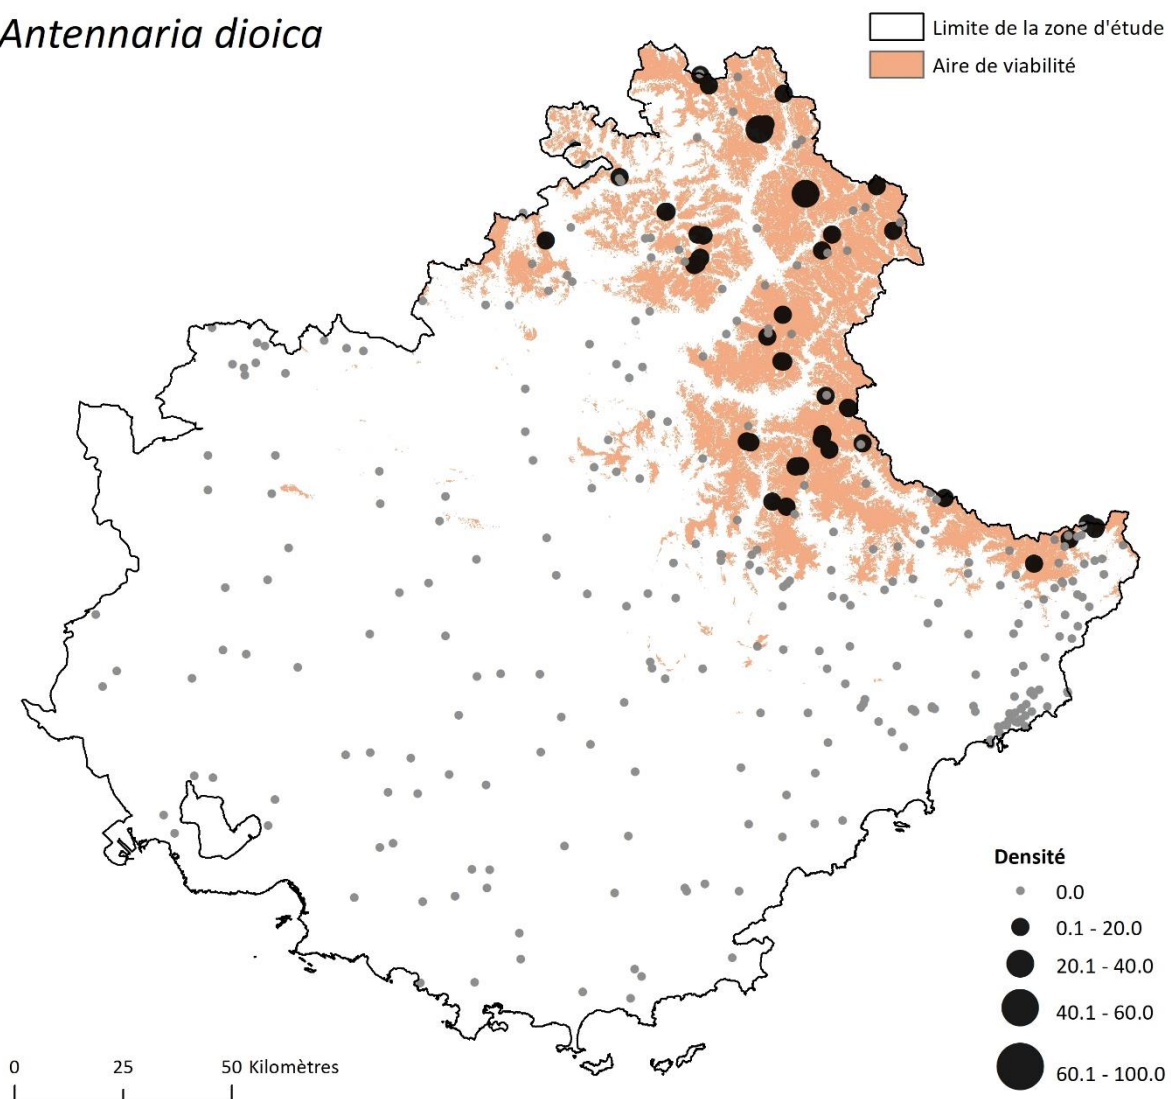 Antennaria dioica
Limite de la zone d'étude
Aire de viabilité
Densité
0.0
0.1 - 20.0
20.1 - 40.0
40.1 - 60.0
60.1 - 100.0
0 25 50 Kilomètres